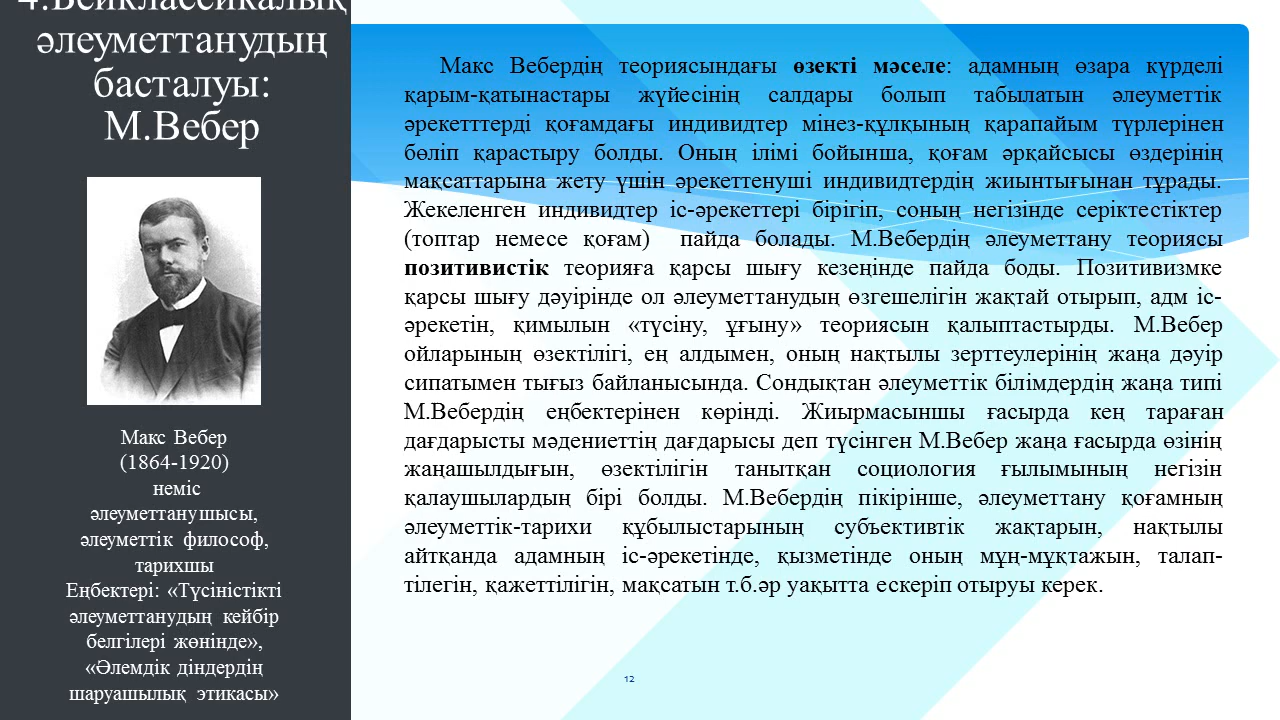 4.Бейклассикалық
әлеуметтанудың
басталуы:
М.Вебер
Макс Вебер
(1864-1920)
неміс
әлеуметтанушысы,
әлеуметтік философ,
тарихшы
Еңбектері: «Түсіністікті
әлеуметтанудың кейбір
белгілері жөнінде»,
«Әлемдік діндердің
шаруашылық этикасы»
Макс Вебердің теориясындағы өзекті мәселе: адамның өзара күрделі
қарым-қатынастары жүйесінің салдары болып табылатын әлеуметтік
әрекетттерді қоғамдағы индивидтер мінез-құлқының қарапайым түрлерінен
бөліп қарастыру болды. Оның ілімі бойынша, қоғам әрқайсысы өздерінің
мақсаттарына жету үшін әрекеттенуші индивидтердің жиынтығынан тұрады.
Жекеленген индивидтер іс-әрекеттері бірігіп, соның негізінде серіктестіктер
(топтар немесе қоғам) пайда болады. М.Вебердің әлеуметтану теориясы
позитивистік теорияға қарсы шығу кезеңінде пайда боды. Позитивизмке
қарсы шығу дәуірінде ол әлеуметтанудың өзгешелігін жақтай отырып, адм іс-
әрекетін, қимылын «түсіну, ұғыну» теориясын қалыптастырды. М.Вебер
ойларының өзектілігі, ең алдымен, оның нақтылы зерттеулерінің жаңа дәуір
сипатымен тығыз байланысында. Сондықтан әлеуметтік білімдердің жаңа типі
М.Вебердің еңбектерінен көрінді. Жиырмасыншы ғасырда кең тараған
дағдарысты мәдениеттің дағдарысы деп түсінген М.Вебер жаңа ғасырда өзінің
жаңашылдығын, өзектілігін танытқан социология ғылымының негізін
қалаушылардың бірі болды. М.Вебердің пікірінше, әлеуметтану қоғамның
әлеуметтік-тарихи құбылыстарының субъективтік жақтарын, нақтылы
айтқанда адамның іс-әрекетінде, қызметінде оның мұң-мұқтажын, талап-
тілегін, қажеттілігін, мақсатын т.б.әр уақытта ескеріп отыруы керек.
12